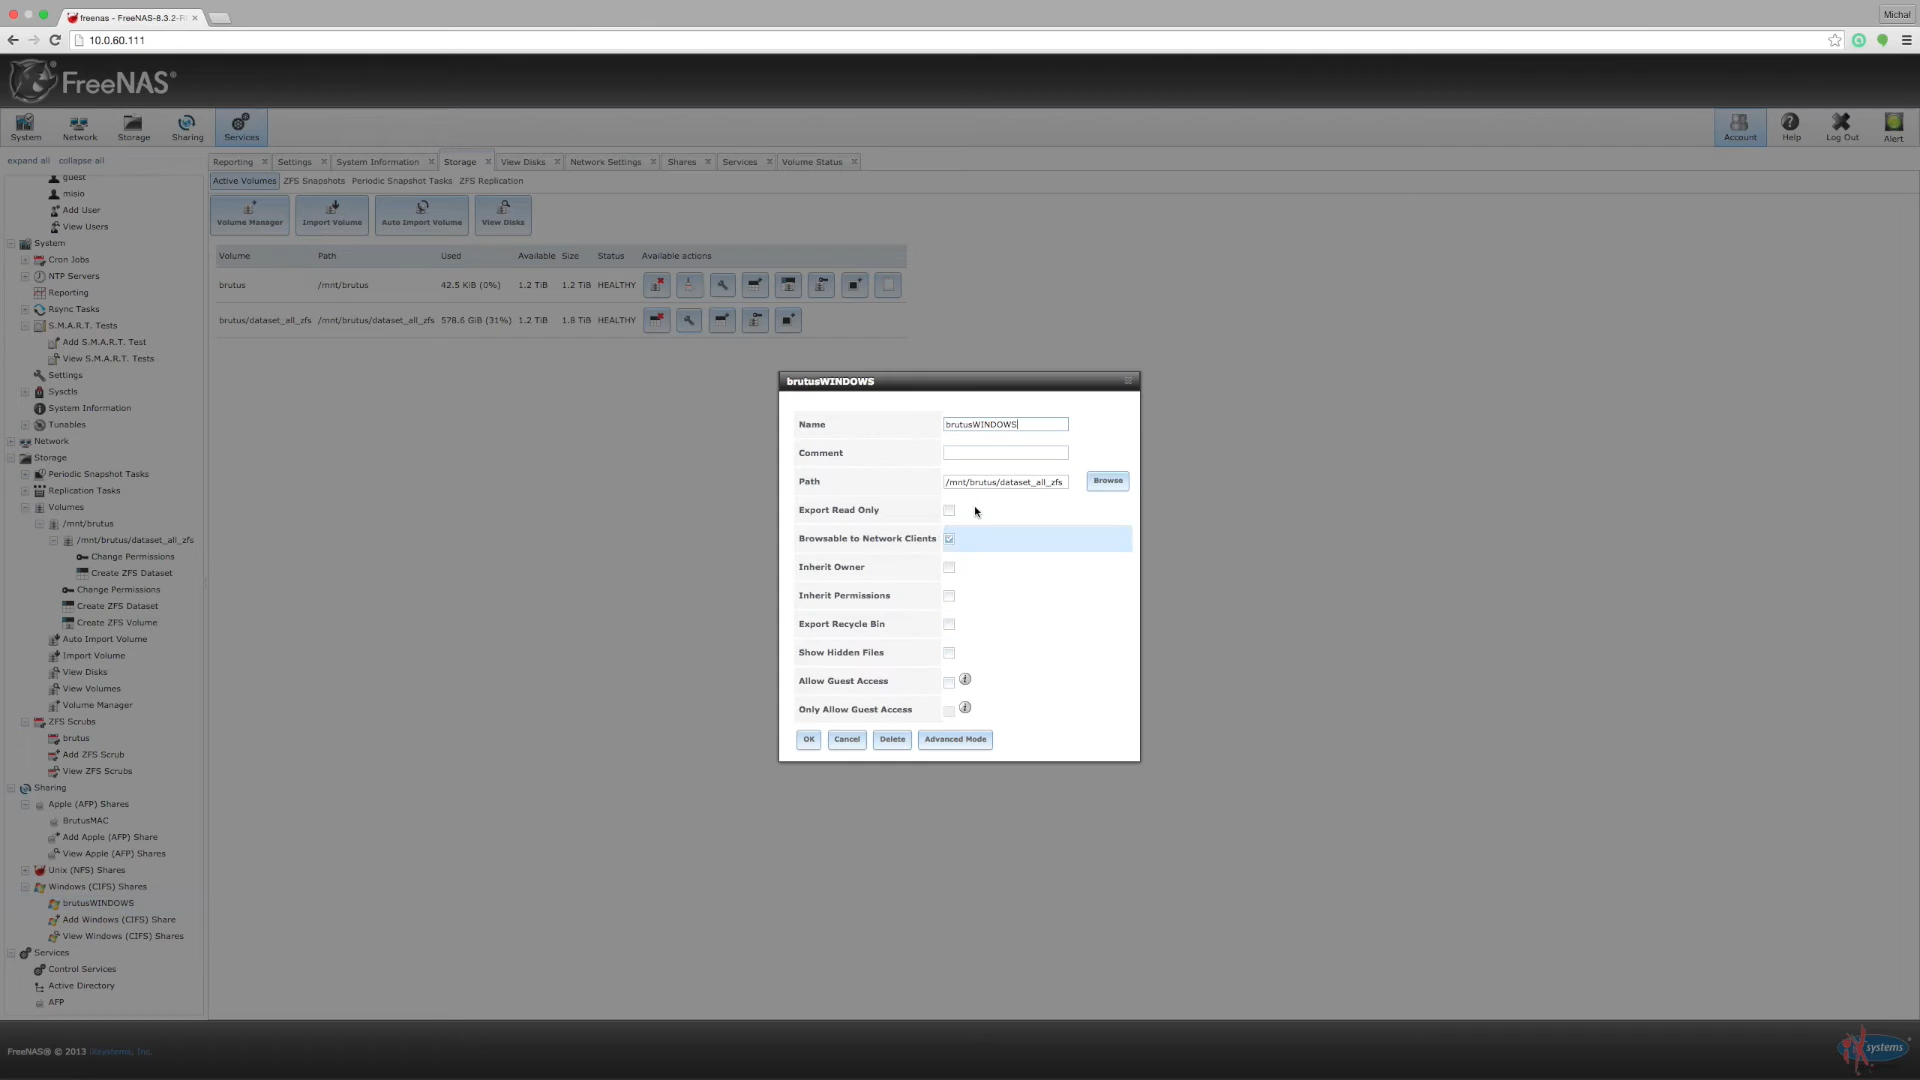 freenas - FreeNAS-8.3.2-R
Michal
10.0.60.111
FreeNAS®
System Network Storage Sharing Services
Account Help Log Out Alert
expand all collapse all
Reporting Settings System Information Storage View Disks Network Settings Shares Services Volume Status
Active Volumes ZFS Snapshots Periodic Snapshot Tasks ZFS Replication
Volume Manager Import Volume Auto Import Volume View Disks
Volume Path Used Available Size Status Available actions
brutus /mnt/brutus 42.5 KiB (0%) 1.2 TiB 1.2 TiB HEALTHY
brutus/dataset_all_zfs /mnt/brutus/dataset_all_zfs 578.6 GiB (31%) 1.2 TiB 1.8 TiB HEALTHY
guest
misio
Add User
View Users
System
Cron Jobs
NTP Servers
Reporting
Rsync Tasks
S.M.A.R.T. Tests
Add S.M.A.R.T. Test
View S.M.A.R.T. Tests
Settings
Sysctls
System Information
Tunables
Network
Storage
Periodic Snapshot Tasks
Replication Tasks
Volumes
/mnt/brutus
/mnt/brutus/dataset_all_zfs
Change Permissions
Create ZFS Dataset
Change Permissions
Create ZFS Dataset
Create ZFS Volume
Auto Import Volume
Import Volume
View Disks
View Volumes
Volume Manager
ZFS Scrubs
brutus
Add ZFS Scrub
View ZFS Scrubs
Sharing
Apple (AFP) Shares
BrutusMAC
Add Apple (AFP) Share
View Apple (AFP) Shares
Unix (NFS) Shares
Windows (CIFS) Shares
brutusWINDOWS
Add Windows (CIFS) Share
View Windows (CIFS) Shares
Services
Control Services
Active Directory
AFP
brutusWINDOWS
Name brutusWINDOWS
Comment
Path /mnt/brutus/dataset_all_zfs Browse
Export Read Only
Browsable to Network Clients
Inherit Owner
Inherit Permissions
Export Recycle Bin
Show Hidden Files
Allow Guest Access
Only Allow Guest Access
OK Cancel Delete Advanced Mode
FreeNAS® © 2013 iXsystems, Inc.
iXsystems